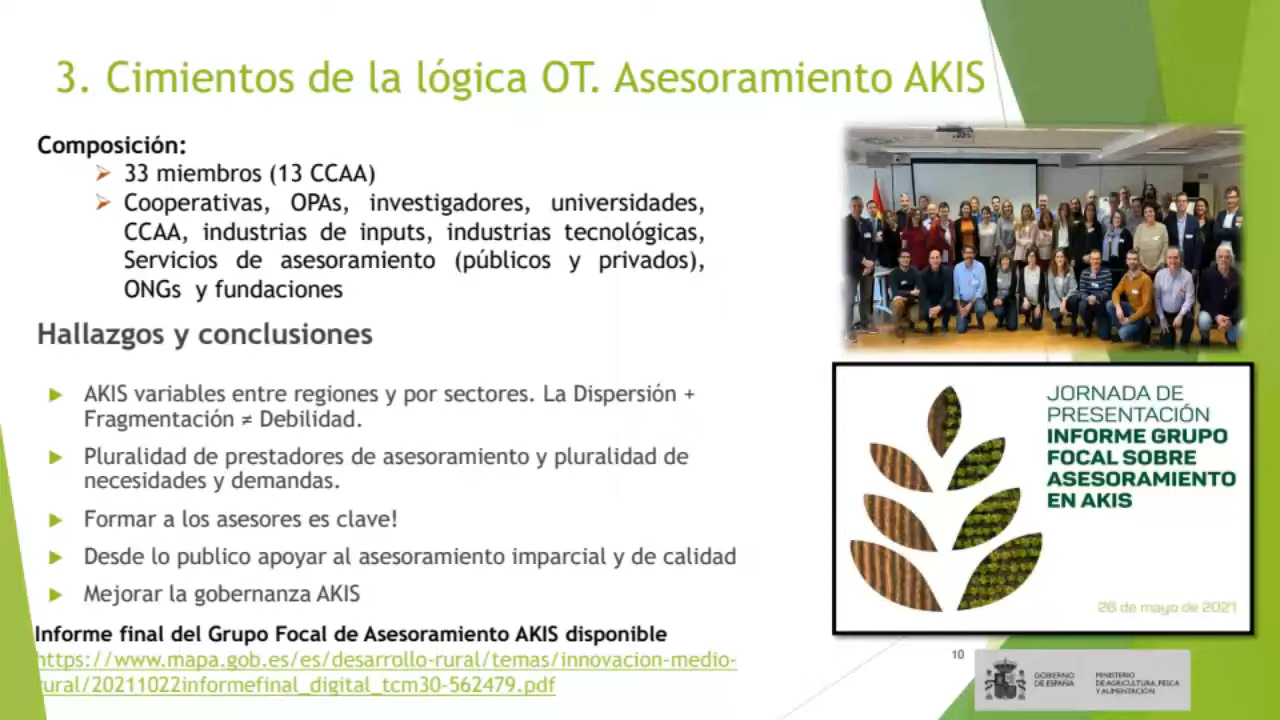 3. Cimientos de la lógica OT. Asesoramiento AKIS
Composición:
33 miembros (13 CCAA)
Cooperativas, OPAs, investigadores, universidades,
CCAA, industrias de inputs, industrias tecnológicas,
Servicios de asesoramiento (públicos y privados),
ONGs y fundaciones
Hallazgos y conclusiones
AKIS variables entre regiones y por sectores. La Dispersión +
Fragmentación ≠ Debilidad.
Pluralidad de prestadores de asesoramiento y pluralidad de
necesidades y demandas.
Formar a los asesores es clave!
Desde lo publico apoyar al asesoramiento imparcial y de calidad
Mejorar la gobernanza AKIS
Informe final del Grupo Focal de Asesoramiento AKIS disponible
https://www.mapa.gob.es/es/desarrollo-rural/temas/innovacion-medio-
rural/20211022informefinal_digital_tcm30-562479.pdf
JORNADA DE
PRESENTACIÓN
INFORME GRUPO
FOCAL SOBRE
ASESORAMIENTO
EN AKIS
26 de mayo de 2021
10
GOBIERNO
DE ESPAÑA
MINISTERIO
DE AGRICULTURA, PESCA
Y ALIMENTACIÓN